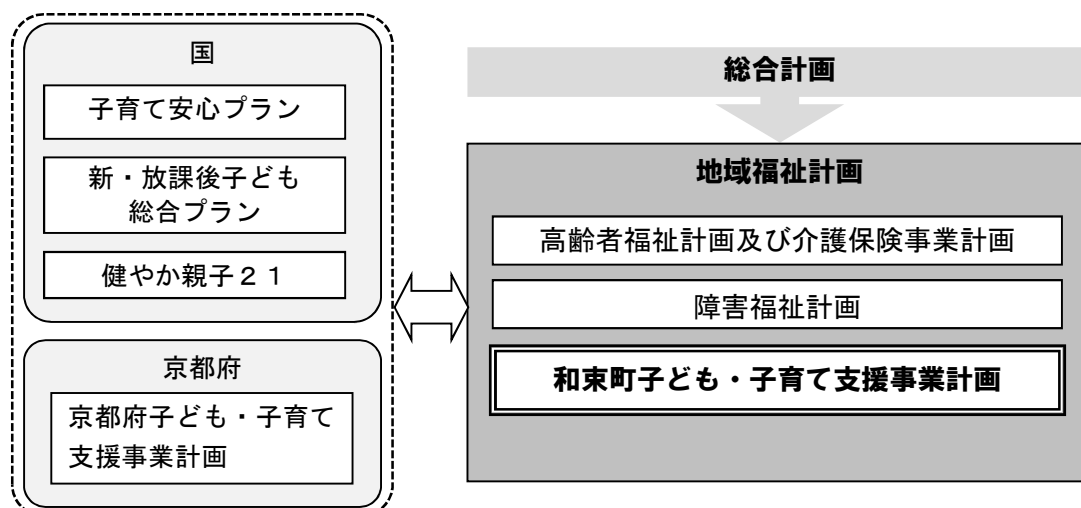 国
子育て安心プラン
新・放課後子ども
総合プラン
健やか親子２１
京都府
京都府子ども・子育て
支援事業計画
総合計画
地域福祉計画
高齢者福祉計画及び介護保険事業計画
障害福祉計画
和束町子ども・子育て支援事業計画